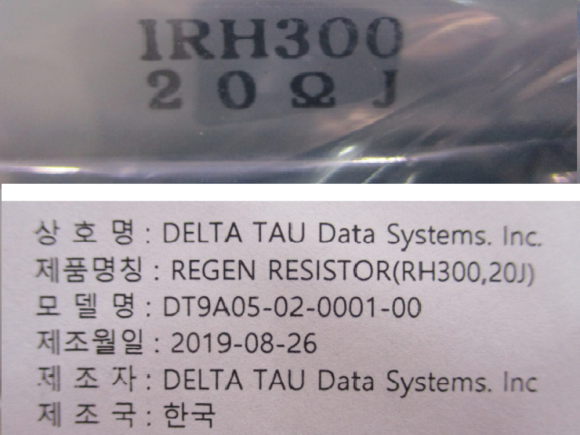 IRH300
20ΩJ
상 호 명 : DELTA TAU Data Systems. Inc.
제품명칭 : REGEN RESISTOR(RH300,20J)
모 델 명 : DT9A05-02-0001-00
제조월일 : 2019-08-26
제 조 자 : DELTA TAU Data Systems. Inc
제 조 국 : 한국